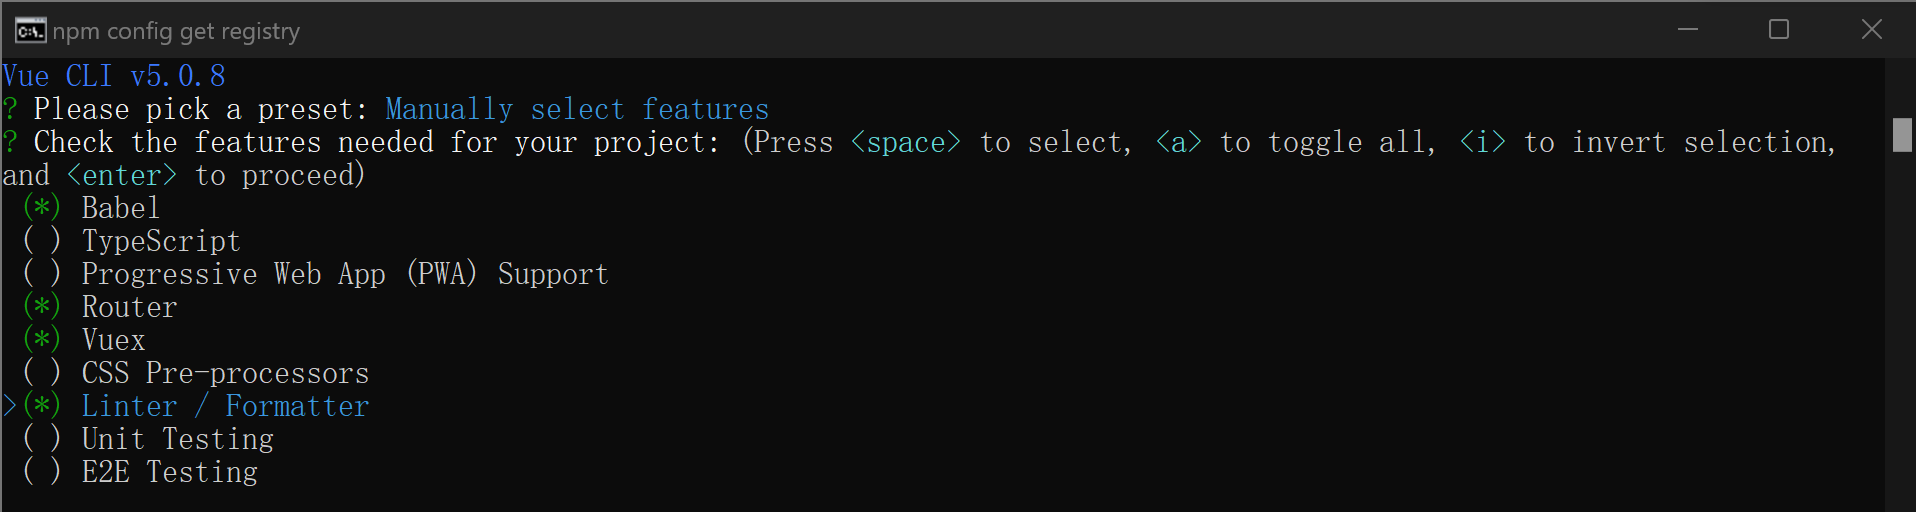 npm config get registry
Vue CLI v5.0.8
? Please pick a preset: Manually select features
? Check the features needed for your project: (Press <space> to select, <a> to toggle all, <i> to invert selection,
and <enter> to proceed)
 (*) Babel
 ( ) TypeScript
 ( ) Progressive Web App (PWA) Support
 (*) Router
 (*) Vuex
 ( ) CSS Pre-processors
>(*) Linter / Formatter
 ( ) Unit Testing
 ( ) E2E Testing